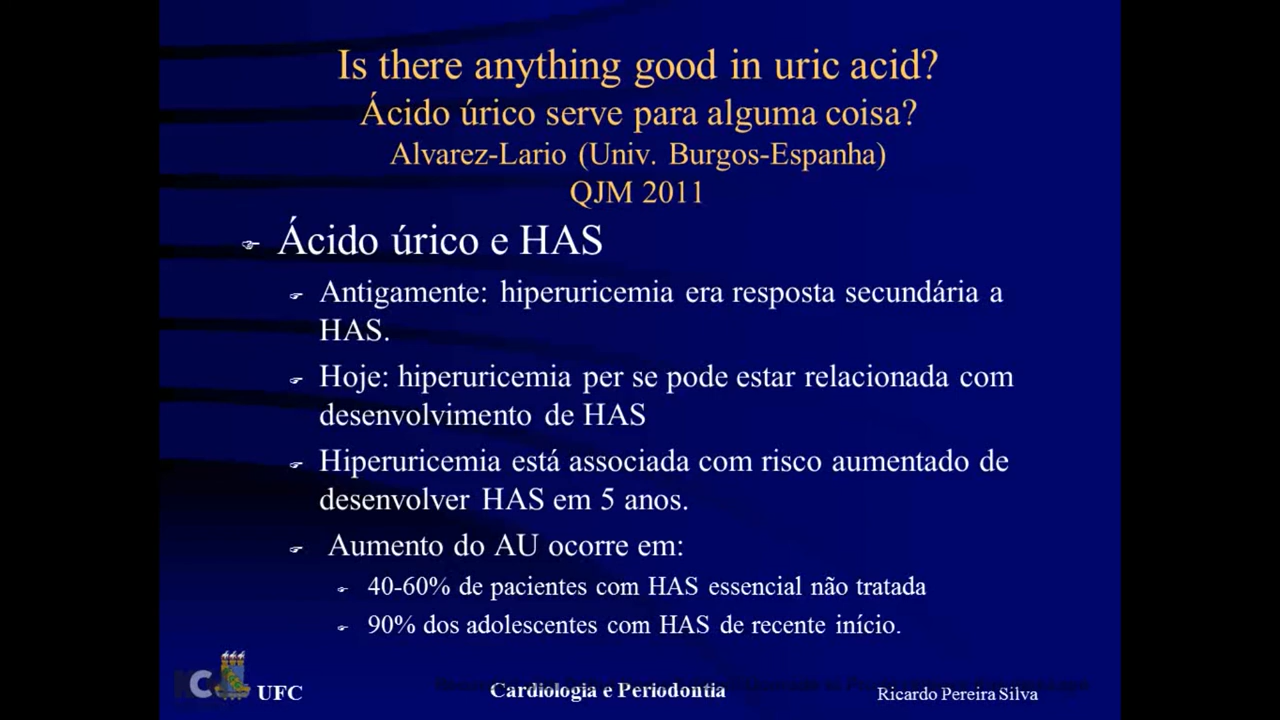 Is there anything good in uric acid?
Ácido úrico serve para alguma coisa?
Alvarez-Lario (Univ. Burgos-Espanha)
QJM 2011
Ácido úrico e HAS
Antigamente: hiperuricemia era resposta secundária a
HAS.
Hoje: hiperuricemia per se pode estar relacionada com
desenvolvimento de HAS
Hiperuricemia está associada com risco aumentado de
desenvolver HAS em 5 anos.
Aumento do AU ocorre em:
40-60% de pacientes com HAS essencial não tratada
90% dos adolescentes com HAS de recente início.
UFC
Cardiologia e Periodontia
Ricardo Pereira Silva